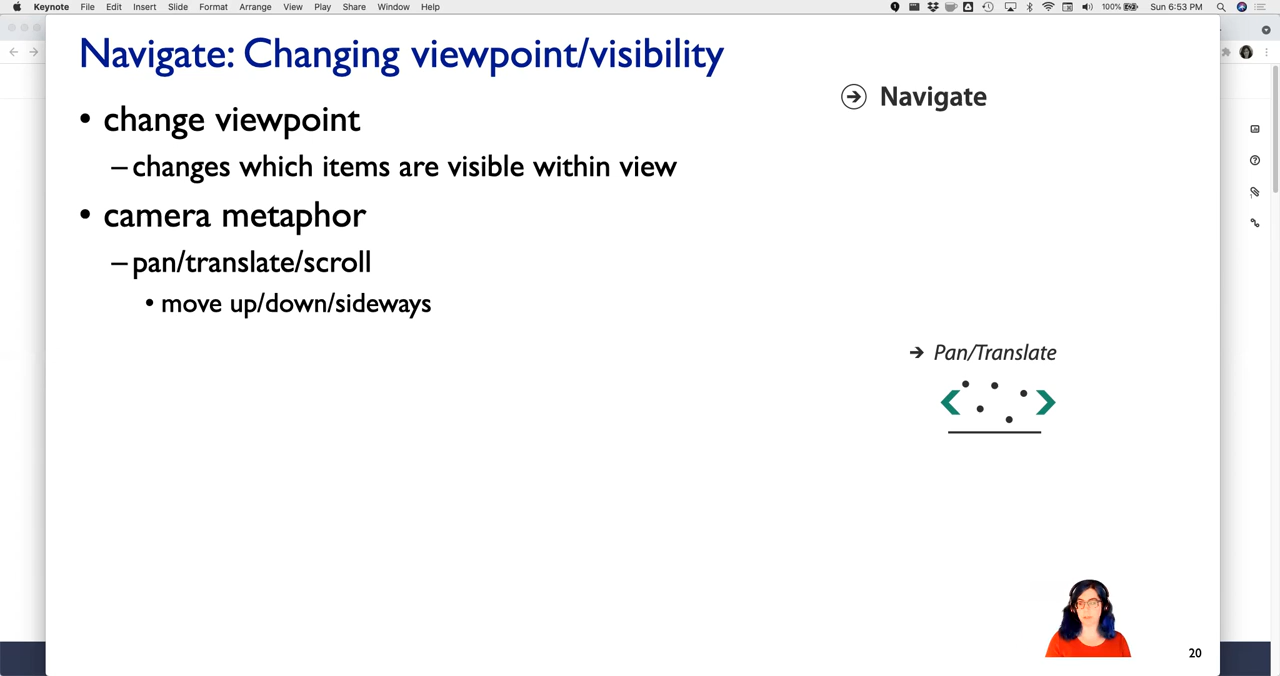 Keynote File Edit Insert Slide Format Arrange View Play Share Window Help 100% Sun 6:53 PM
Navigate: Changing viewpoint/visibility
• change viewpoint
–changes which items are visible within view
• camera metaphor
–pan/translate/scroll
• move up/down/sideways
Navigate
Pan/Translate
20